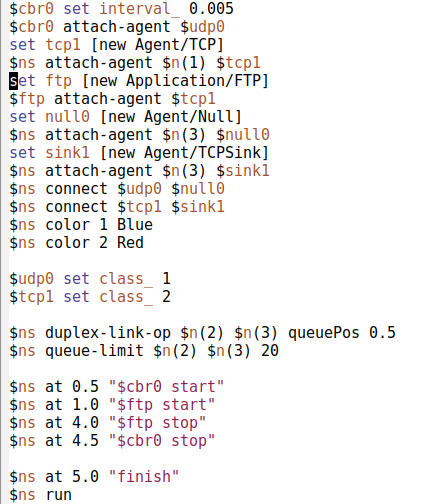 $cbr0 set interval_ 0.005
$cbr0 attach-agent $udp0
set tcp1 [new Agent/TCP]
$ns attach-agent $n(1) $tcp1
set ftp [new Application/FTP]
$ftp attach-agent $tcp1
set null0 [new Agent/Null]
$ns attach-agent $n(3) $null0
set sink1 [new Agent/TCPSink]
$ns attach-agent $n(3) $sink1
$ns connect $udp0 $null0
$ns connect $tcp1 $sink1
$ns color 1 Blue
$ns color 2 Red
$udp0 set class_ 1
$tcp1 set class_ 2
$ns duplex-link-op $n(2) $n(3) queuePos 0.5
$ns queue-limit $n(2) $n(3) 20
$ns at 0.5 "$cbr0 start"
$ns at 1.0 "$ftp start"
$ns at 4.0 "$ftp stop"
$ns at 4.5 "$cbr0 stop"
$ns at 5.0 "finish"
$ns run